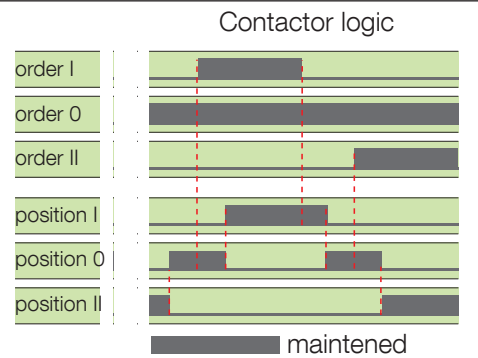 Contactor logic
order I
order 0
order II
position I
position 0
position II
maintened